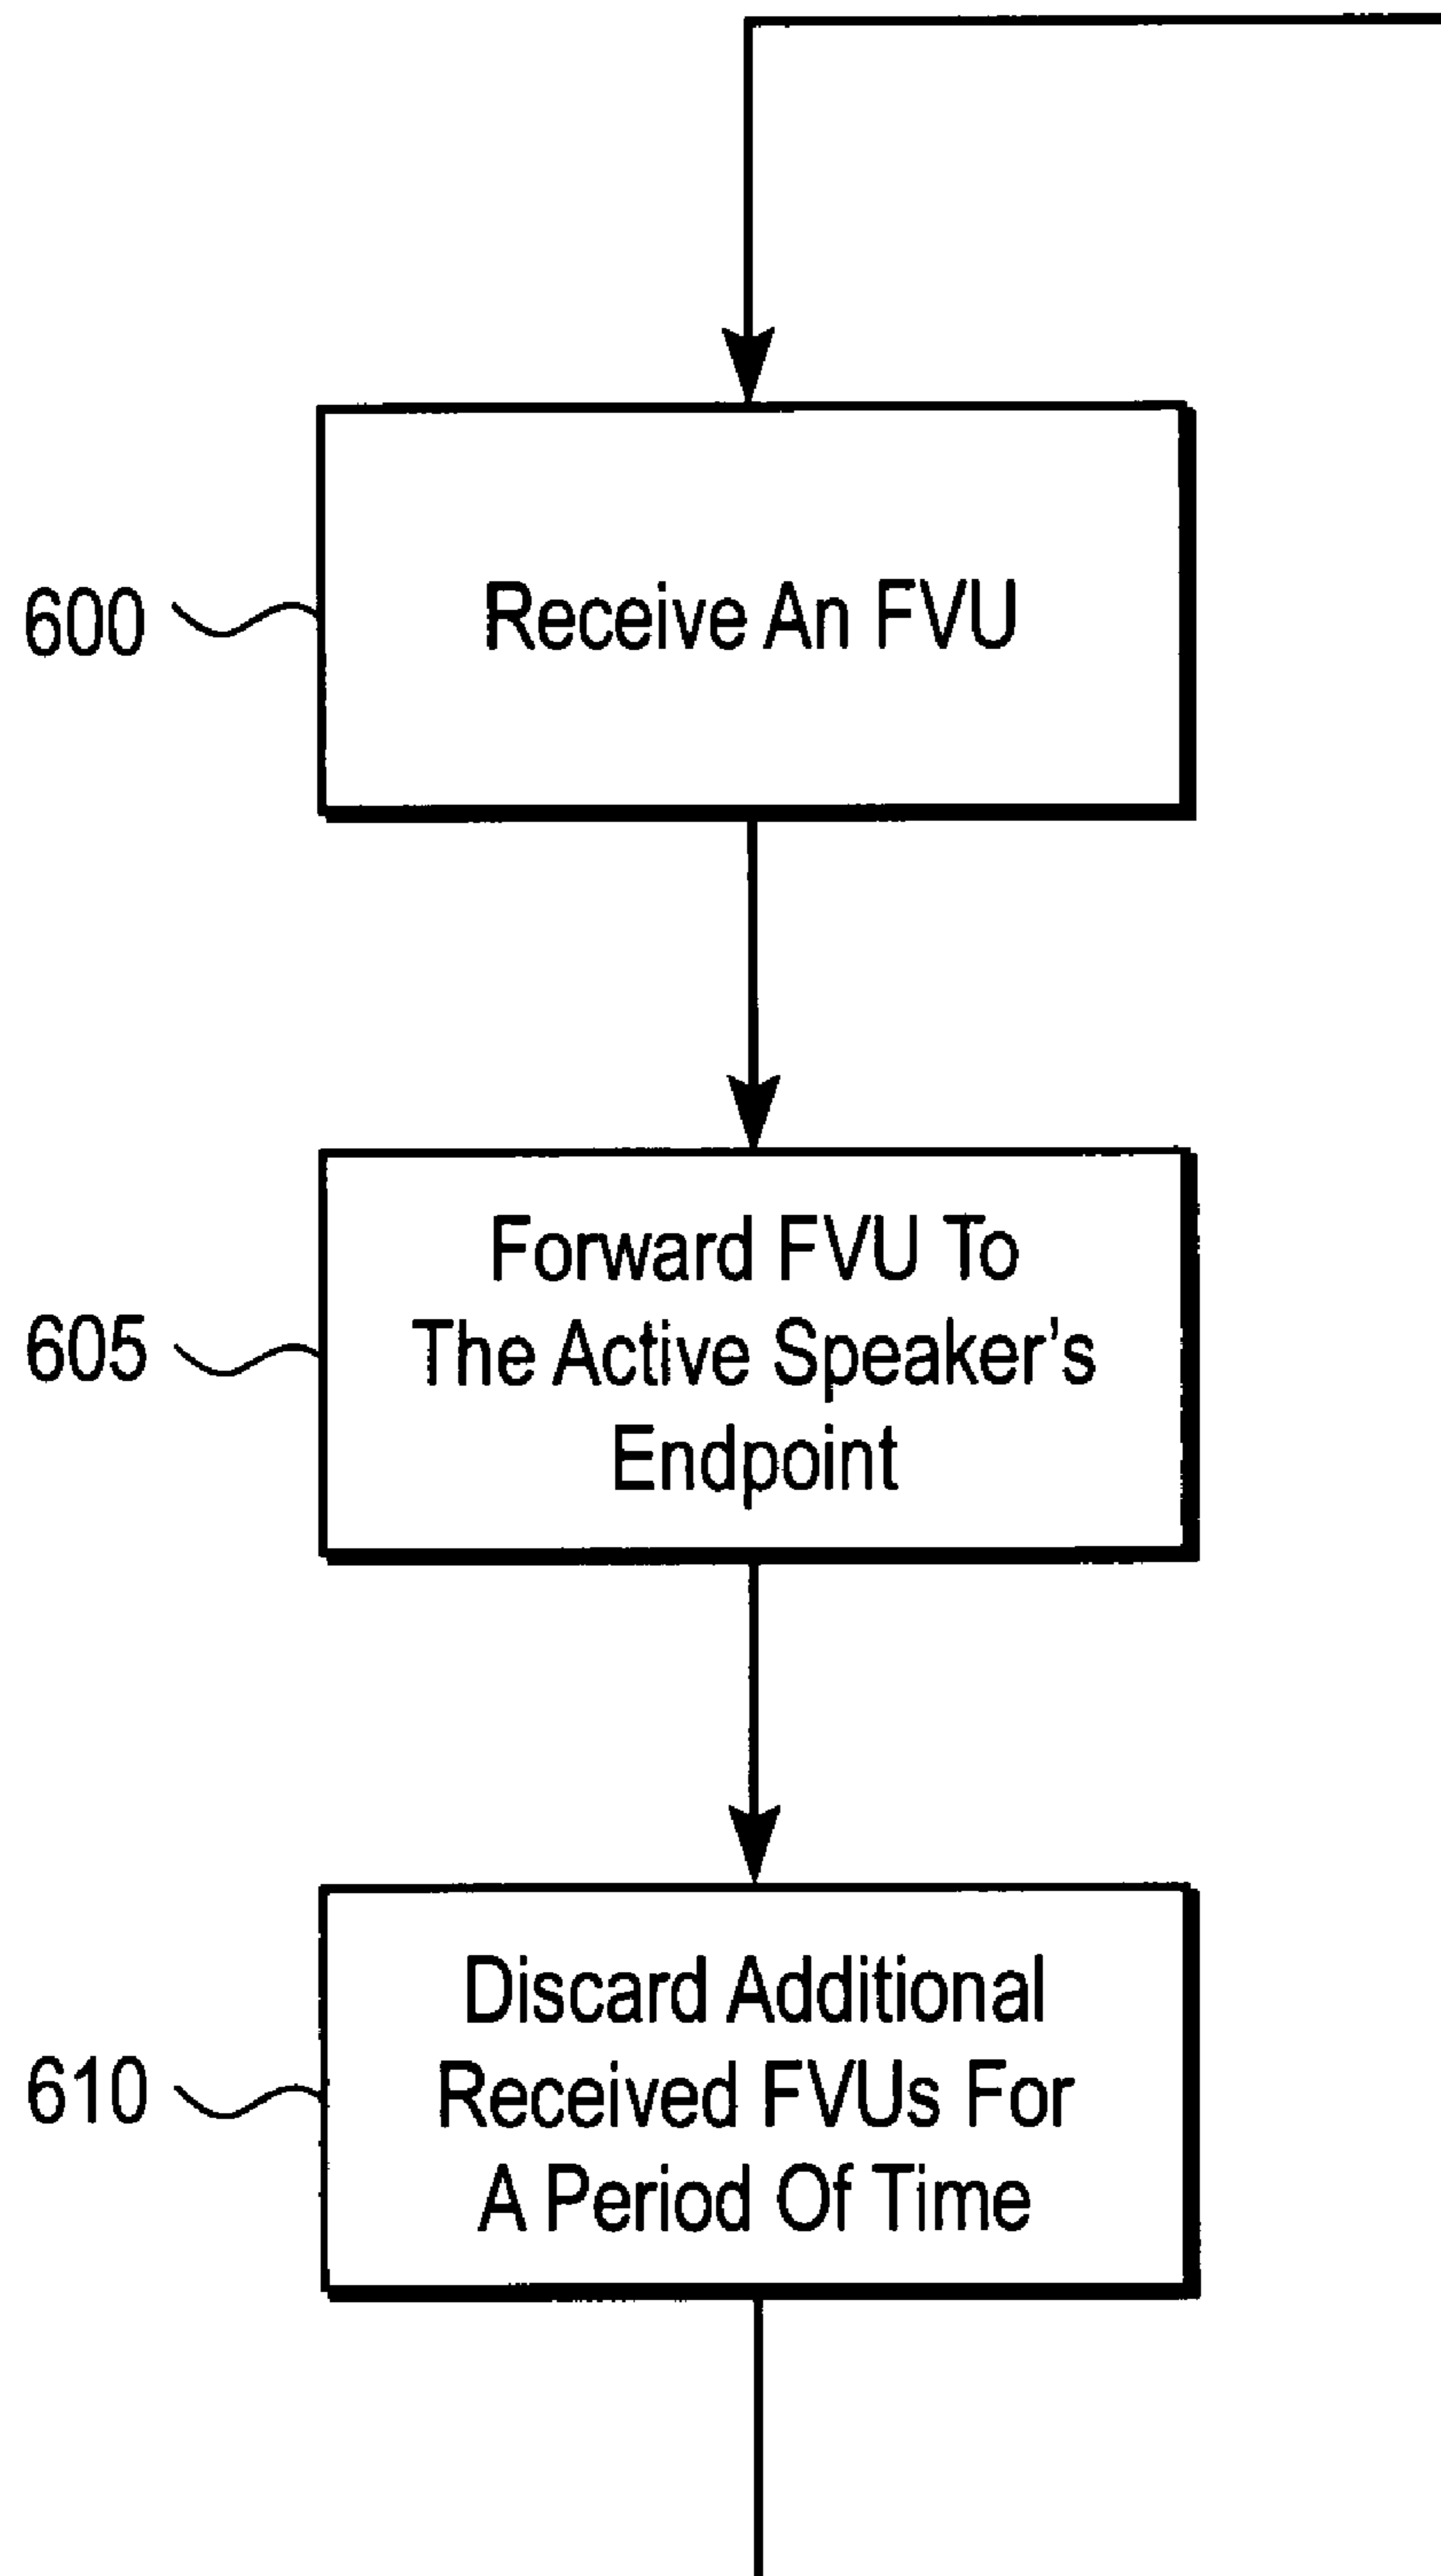 600
Receive An FVU
605
Forward FVU To
The Active Speaker's
Endpoint
610
Discard Additional
Received FVUs For
A Period Of Time